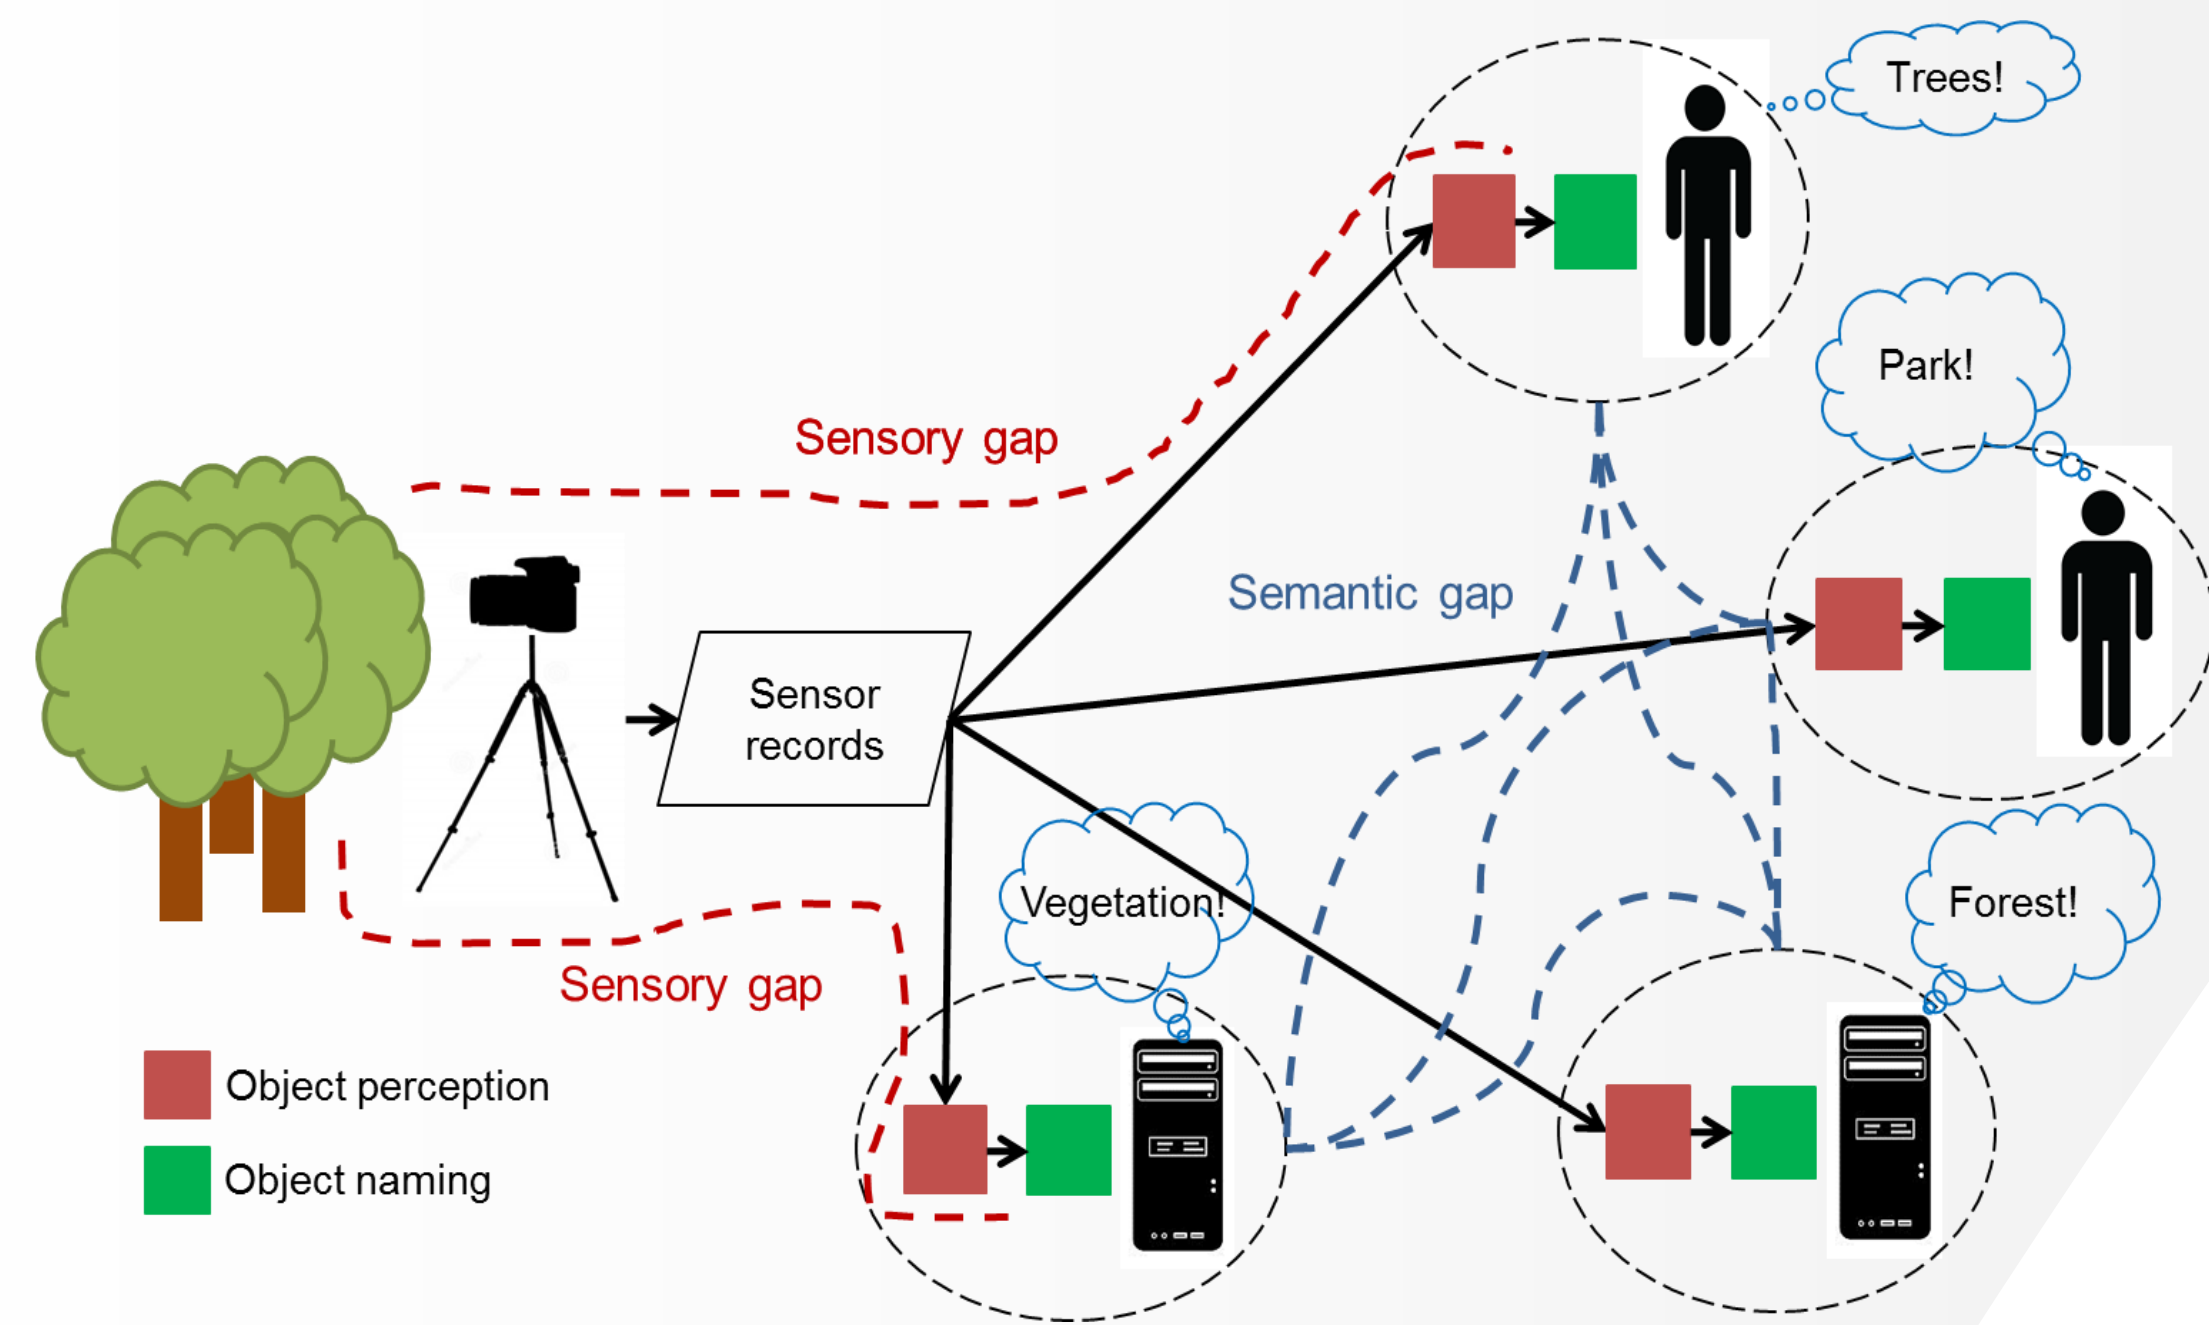 Trees!
Park!
Sensory gap
Semantic gap
Sensor
records
Vegetation!
Forest!
Sensory gap
Object perception
Object naming